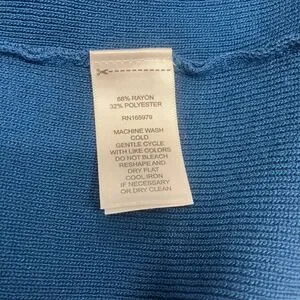 68% RAYON
32% POLYESTER
RN165979
MACHINE WASH
COLD
GENTLE CYCLE
WITH LIKE COLORS
DO NOT BLEACH
RESHAPE AND
DRY FLAT
COOL IRON
IF NECESSARY
OR DRY CLEAN